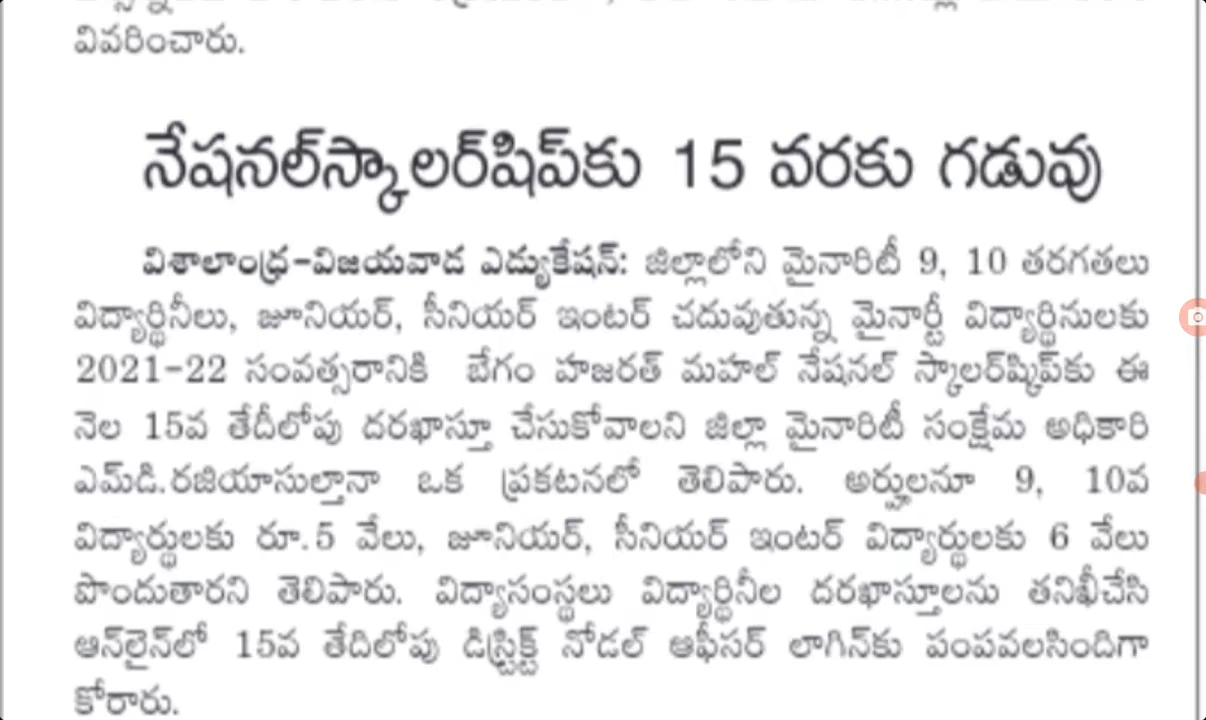 వివరించారు.
నేషనల్‌స్కాలర్‌షిప్‌కు 15 వరకు గడువు
విశాలాంధ్ర-విజయవాడ ఎడ్యుకేషన్: జిల్లాలోని మైనారిటీ 9, 10 తరగతలు
విద్యార్థినీలు, జూనియర్, సీనియర్ ఇంటర్ చదువుతున్న మైనార్టీ విద్యార్థినులకు
2021-22 సంవత్సరానికి బేగం హజరత్ మహల్ నేషనల్ స్కాలర్‌ష్కిప్‌కు ఈ
నెల 15వ తేదీలోపు దరఖాస్తూ చేసుకోవాలని జిల్లా మైనారిటీ సంక్షేమ అధికారి
ఎమ్‌డి.రజియాసుల్తానా ఒక ప్రకటనలో తెలిపారు. అర్హులనూ 9, 10వ
విద్యార్థులకు రూ.5 వేలు, జూనియర్, సీనియర్ ఇంటర్ విద్యార్థులకు 6 వేలు
పొందుతారని తెలిపారు. విద్యాసంస్థలు విద్యార్థినీల దరఖాస్తూలను తనిఖీచేసి
ఆన్‌లైన్‌లో 15వ తేదిలోపు డిస్ట్రిక్ట్ నోడల్ ఆఫీసర్ లాగిన్‌కు పంపవలసిందిగా
కోరారు.